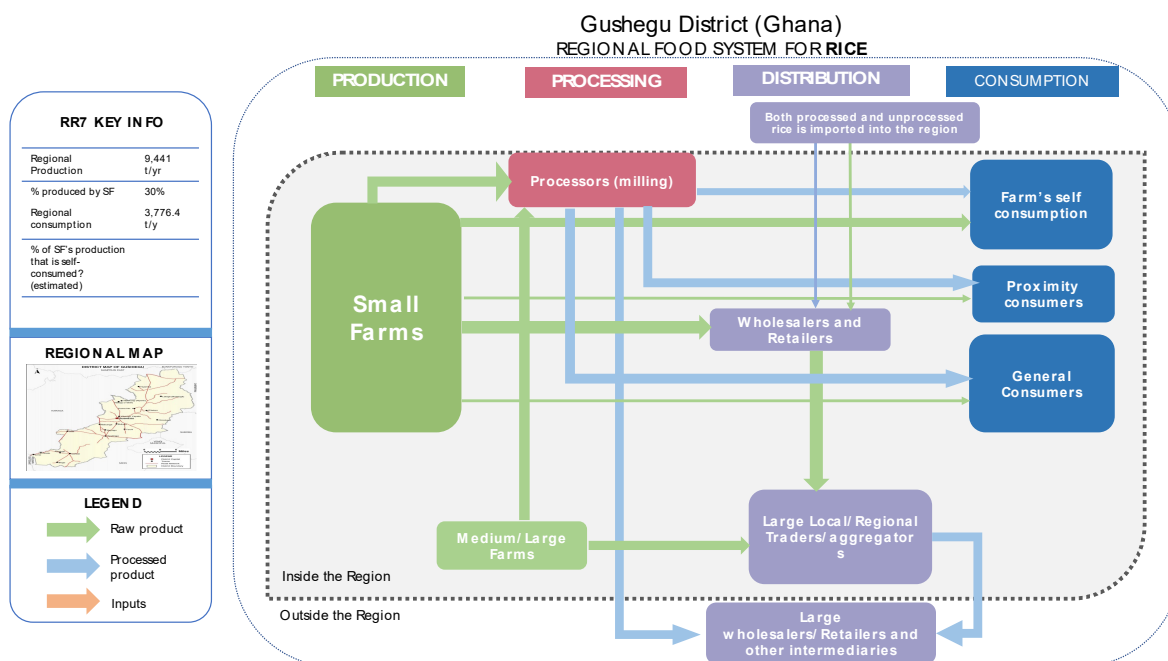 Gushegu District (Ghana)
REGIONAL FOOD SYSTEM FOR RICE
PRODUCTION
PROCESSING
DISTRIBUTION
CONSUMPTION
RR7 KEY INFO
Regional
Production
9,441
t/yr
% produced by SF
30%
Regional
consumption
3,776.4
t/y
% of SF's production
that is self-
consumed?
(estimated)
REGIONAL MAP
LEGEND
Raw product
Processed
product
Inputs
Both processed and unprocessed
rice is imported into the region
Processors (milling)
Farm's self
consumption
Small
Farms
Proximity
consumers
Wholesalers and
Retailers
General
Consumers
Medium/ Large
Farms
Large Local/ Regional
Traders/ aggregator
s
Inside the Region
Outside the Region
Large
wholesalers/ Retailers and
other intermediaries